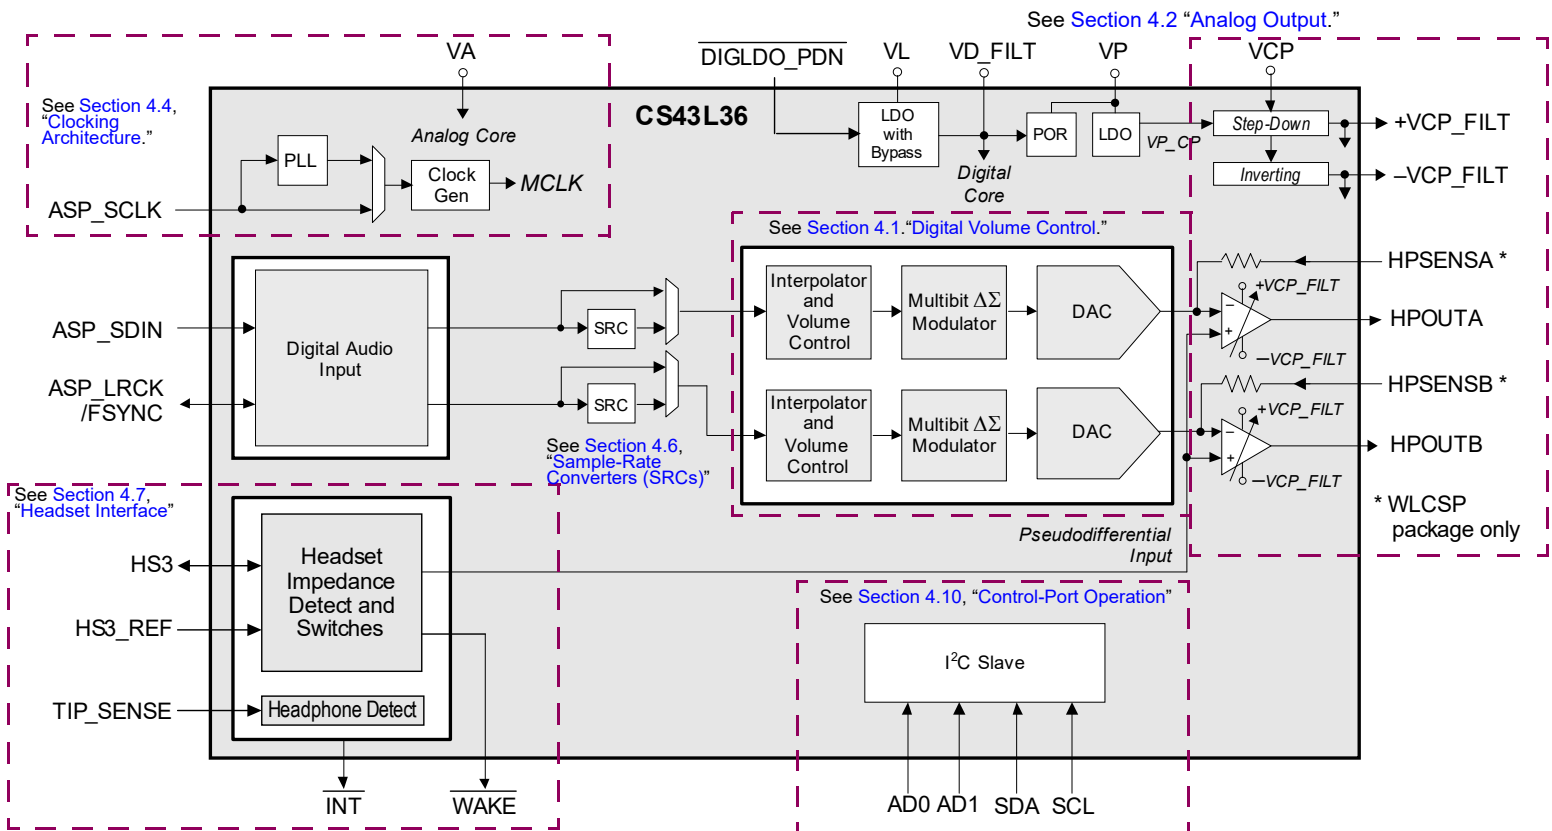 See Section 4.2 “Analog Output.”
VA
DIGLDO_PDN
VL
VD_FILT
VP
VCP
See Section 4.4,
“Clocking
Architecture.”
CS43L36
Analog Core
LDO
with
Bypass
POR
LDO
VP_CP
Step-Down
+VCP_FILT
Digital
Core
Inverting
–VCP_FILT
PLL
Clock
Gen
MCLK
ASP_SCLK
See Section 4.1.“Digital Volume Control.”
HPSENSA *
+VCP_FILT
ASP_SDIN
Digital Audio
Input
SRC
Interpolator
and
Volume
Control
Multibit ΔΣ
Modulator
DAC
–
+
HPOUTA
–VCP_FILT
ASP_LRCK
/FSYNC
SRC
HPSENSB *
+VCP_FILT
Interpolator
and
Volume
Control
Multibit ΔΣ
Modulator
DAC
–
+
HPOUTB
–VCP_FILT
See Section 4.6,
“Sample-Rate
Converters (SRCs)”
See Section 4.7,
“Headset Interface”
* WLCSP
package only
Pseudodifferential
Input
HS3
HS3_REF
Headset
Impedance
Detect and
Switches
See Section 4.10, “Control-Port Operation”
I²C Slave
TIP_SENSE
Headphone Detect
INT
WAKE
AD0
AD1
SDA
SCL